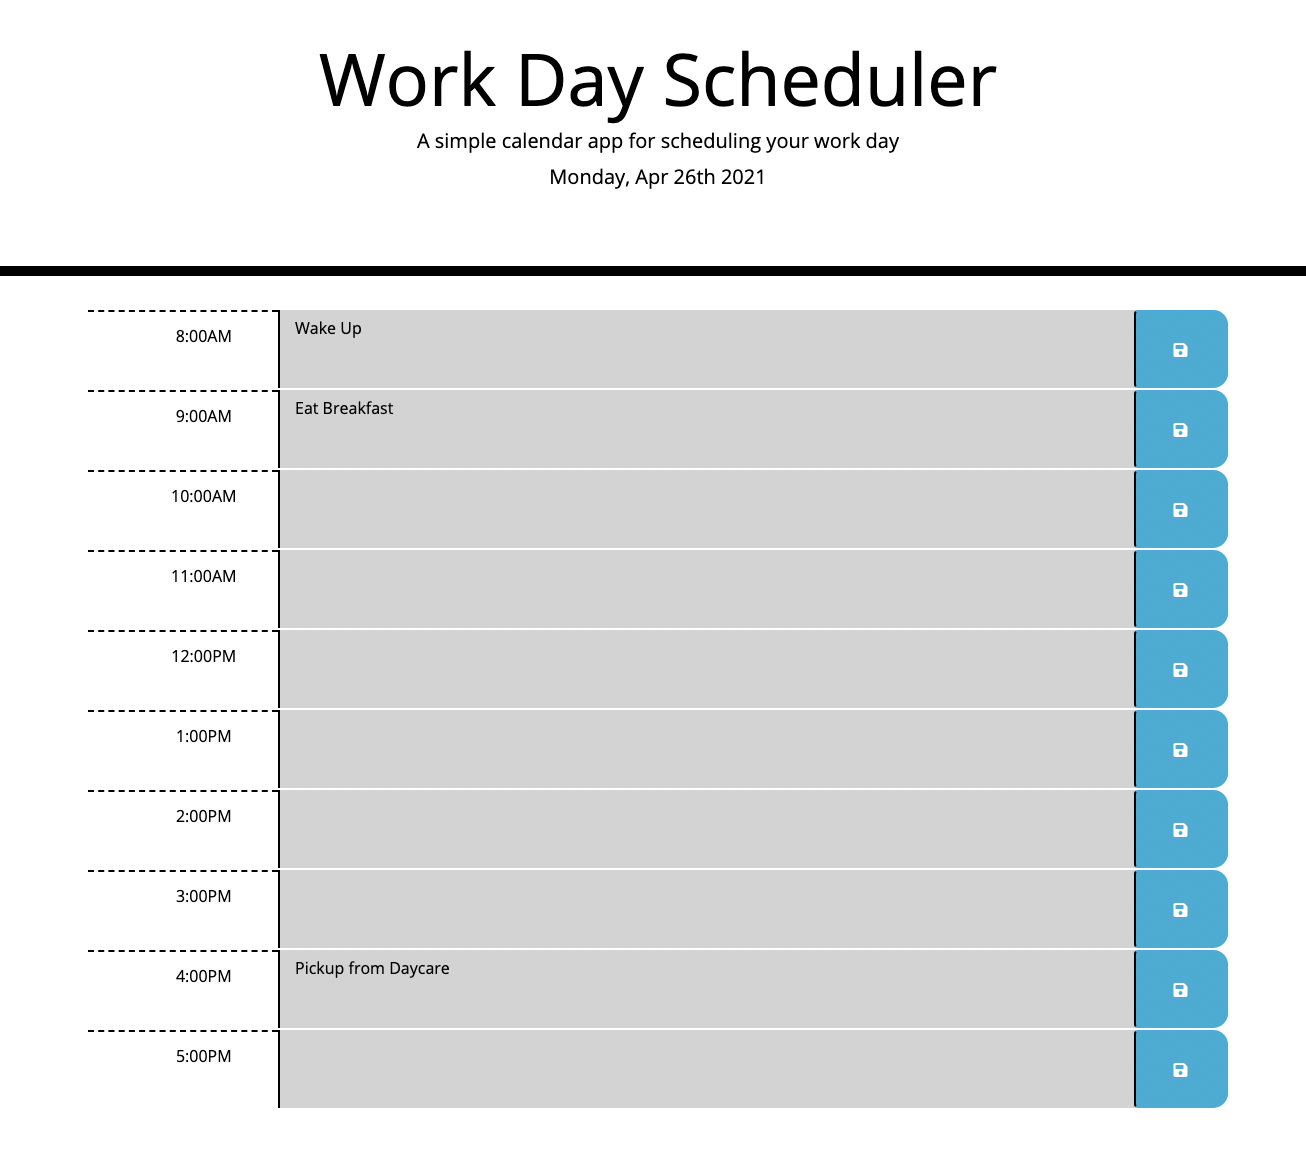 Work Day Scheduler
A simple calendar app for scheduling your work day
Monday, Apr 26th 2021
8:00AM Wake Up
9:00AM Eat Breakfast
10:00AM
11:00AM
12:00PM
1:00PM
2:00PM
3:00PM
4:00PM Pickup from Daycare
5:00PM